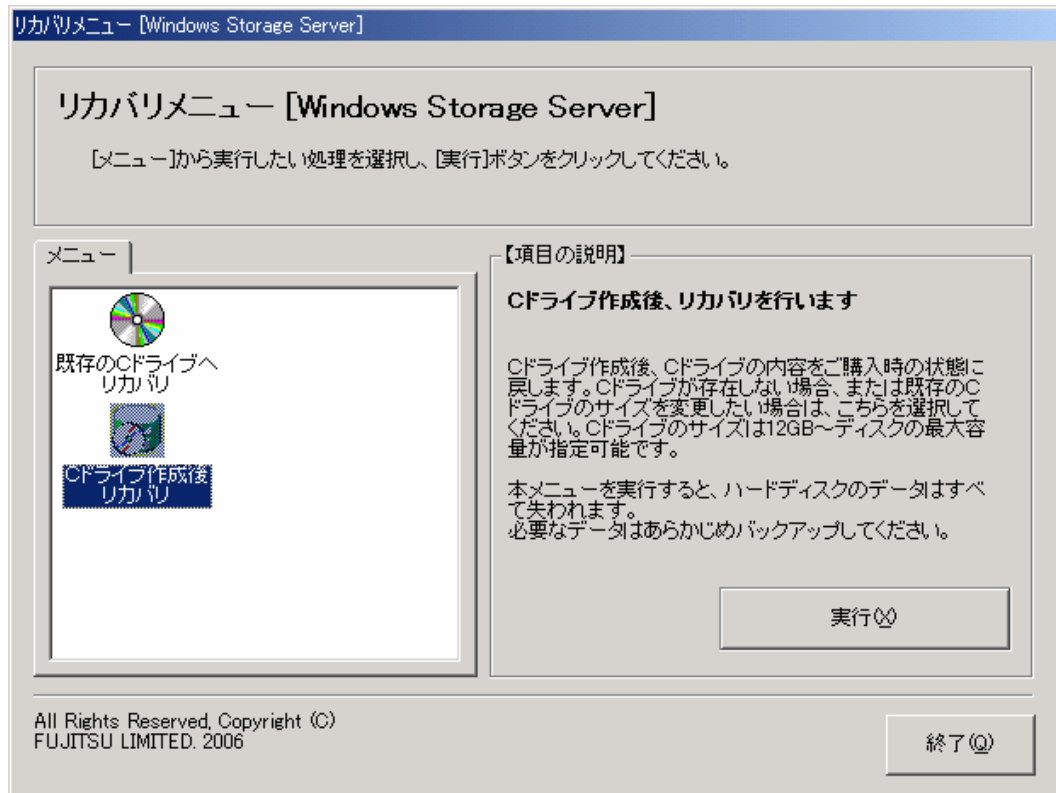 リカバリメニュー [Windows Storage Server]
リカバリメニュー [Windows Storage Server]
[メニュー]から実行したい処理を選択し、[実行]ボタンをクリックしてください。
メニュー
既存のCドライブへ
リカバリ
Cドライブ作成後
リカバリ
【項目の説明】
Cドライブ作成後、リカバリを行います
Cドライブ作成後、Cドライブの内容をご購入時の状態に
戻します。Cドライブが存在しない場合、または既存のC
ドライブのサイズを変更したい場合は、こちらを選択して
ください。Cドライブのサイズは12GB～ディスクの最大容
量が指定可能です。
本メニューを実行すると、ハードディスクのデータはすべ
て失われます。
必要なデータはあらかじめバックアップしてください。
実行(X)
All Rights Reserved, Copyright (C)
FUJITSU LIMITED. 2006
終了(Q)